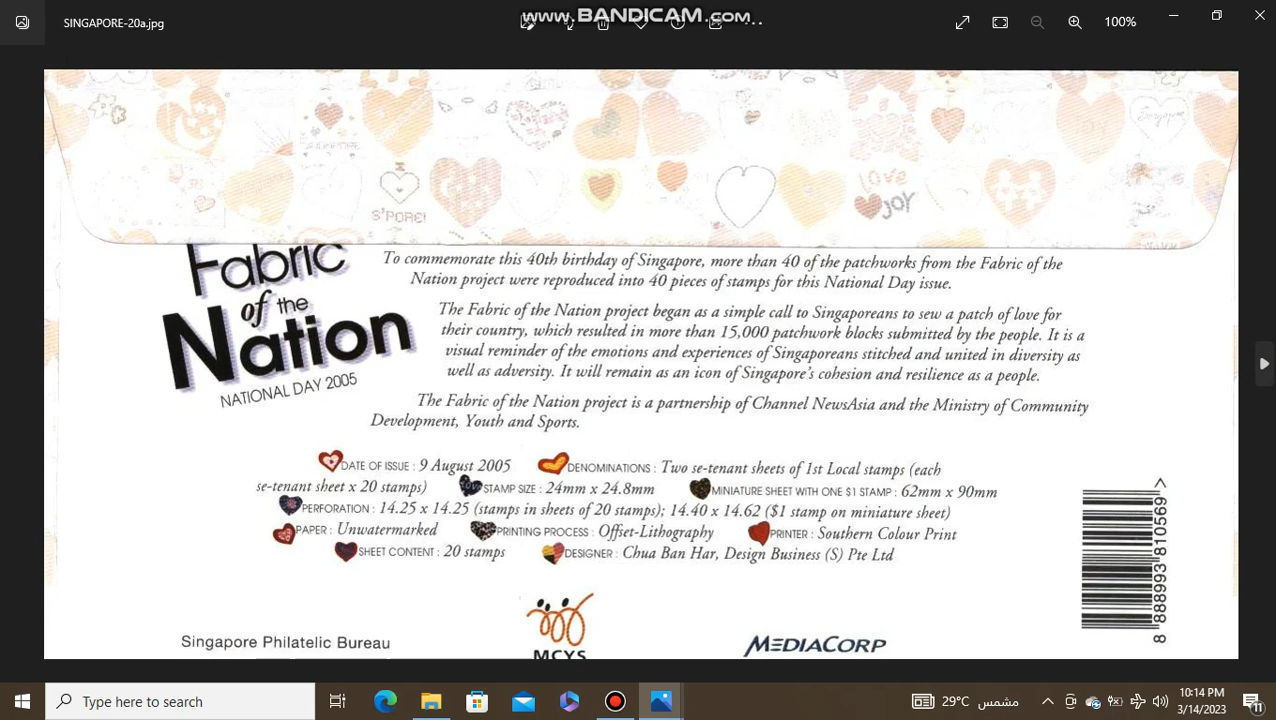 SINGAPORE-20a.jpg
www.BANDICAM.com
100%
S'PORE!
love
JOY
Singapore
Fabric
of the
Nation
NATIONAL DAY 2005
To commemorate this 40th birthday of Singapore, more than 40 of the patchworks from the Fabric of the
Nation project were reproduced into 40 pieces of stamps for this National Day issue.
The Fabric of the Nation project began as a simple call to Singaporeans to sew a patch of love for
their country, which resulted in more than 15,000 patchwork blocks submitted by the people. It is a
visual reminder of the emotions and experiences of Singaporeans stitched and united in diversity as
well as adversity. It will remain as an icon of Singapore's cohesion and resilience as a people.
The Fabric of the Nation project is a partnership of Channel NewsAsia and the Ministry of Community
Development, Youth and Sports.
DATE OF ISSUE : 9 August 2005 DENOMINATIONS : Two se-tenant sheets of 1st Local stamps (each
se-tenant sheet x 20 stamps) STAMP SIZE : 24mm x 24.8mm MINIATURE SHEET WITH ONE $1 STAMP : 62mm x 90mm
PERFORATION : 14.25 x 14.25 (stamps in sheets of 20 stamps); 14.40 x 14.62 ($1 stamp on miniature sheet)
PAPER : Unwatermarked PRINTING PROCESS : Offset-Lithography PRINTER : Southern Colour Print
SHEET CONTENT : 20 stamps DESIGNER : Chua Ban Har, Design Business (S) Pte Ltd
8 888993 810569 >
Singapore Philatelic Bureau
MCYS
MEDIACORP
Type here to search
29°C مشمس
10:14 PM
3/14/2023
11